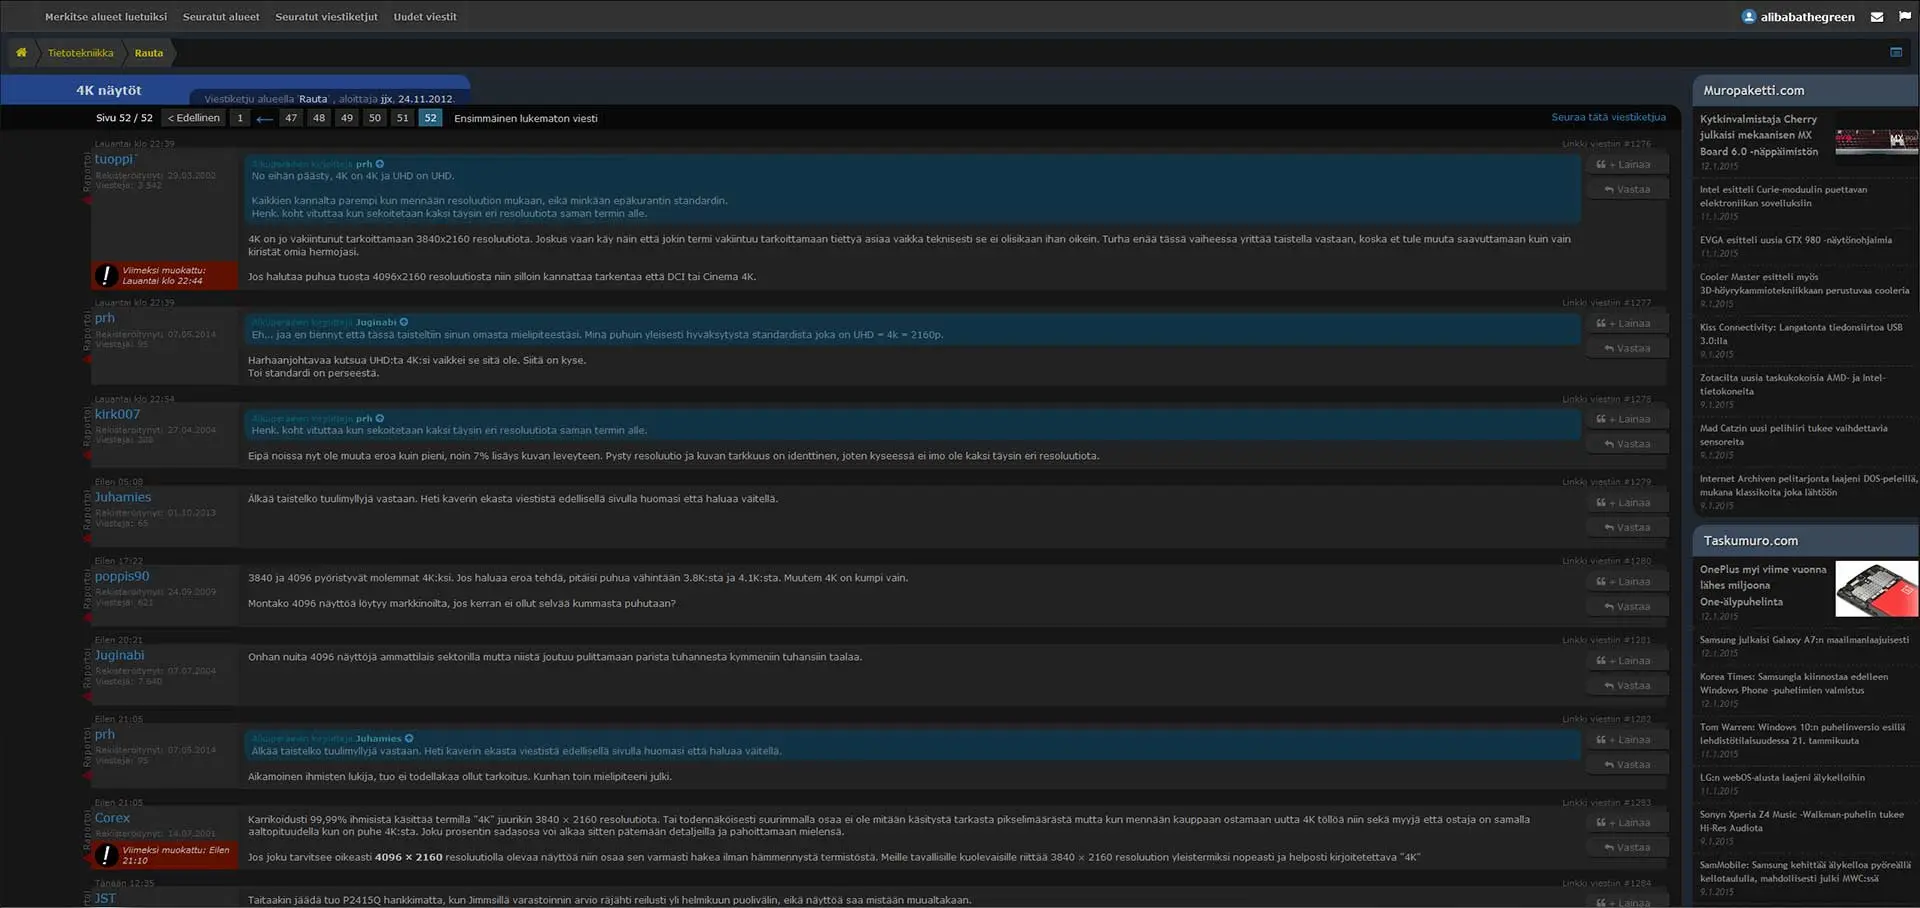 Merkitse alueet luetuiksi Seuratut alueet Seuratut viestiketjut Uudet viestit alibabathegreen
Tietotekniikka Rauta
4K näytöt
Viestiketju alueella 'Rauta' , aloittaja jjx, 24.11.2012.
Sivu 52 / 52 < Edellinen 1 ← 47 48 49 50 51 52 Ensimmäinen lukematon viesti Seuraa tätä viestiketjua
Lauantai klo 22:39 Linkki viestiin #1276
Raportoi
tuoppi`
Rekisteröitynyt: 29.03.2002
Viestejä: 3 542
Alkuperäinen kirjoittaja prh
No eihän päästy, 4K on 4K ja UHD on UHD.
Kaikkien kannalta parempi kun mennään resoluution mukaan, eikä minkään epäkurantin standardin.
Henk. koht vituttaa kun sekoitetaan kaksi täysin eri resoluutiota saman termin alle.
4K on jo vakiintunut tarkoittamaan 3840x2160 resoluutiota. Joskus vaan käy näin että jokin termi vakiintuu tarkoittamaan tiettyä asiaa vaikka teknisesti se ei olisikaan ihan oikein. Turha enää tässä vaiheessa yrittää taistella vastaan, koska et tule muuta saavuttamaan kuin vain
kiristät omia hermojasi.
Jos halutaa puhua tuosta 4096x2160 resoluutiosta niin silloin kannattaa tarkentaa että DCI tai Cinema 4K.
! Viimeksi muokattu:
Lauantai klo 22:44
+ Lainaa
Vastaa
Lauantai klo 22:39 Linkki viestiin #1277
Raportoi
prh
Rekisteröitynyt: 07.05.2014
Viestejä: 95
Alkuperäinen kirjoittaja Juginabi
Eh... jaa en tiennyt että tässä taisteltiin sinun omasta mielipiteestäsi. Minä puhuin yleisesti hyväksytystä standardista joka on UHD = 4k = 2160p.
Harhaanjohtavaa kutsua UHD:ta 4K:si vaikkei se sitä ole. Siitä on kyse.
Toi standardi on perseestä.
+ Lainaa
Vastaa
Lauantai klo 22:54 Linkki viestiin #1278
Raportoi
kirk007
Rekisteröitynyt: 27.04.2004
Alkuperäinen kirjoittaja prh
Henk. koht vituttaa kun sekoitetaan kaksi täysin eri resoluutiota saman termin alle.
Eipä noissa nyt ole muuta eroa kuin pieni, noin 7% lisäys kuvan leveyteen. Pysty resoluutio ja kuvan tarkkuus on identtinen, joten kyseessä ei imo ole kaksi täysin eri resoluutiota.
+ Lainaa
Vastaa
Eilen 05:08 Linkki viestiin #1279
Raportoi
Juhamies
Rekisteröitynyt: 01.10.2013
Viestejä: 65
Älkää taistelko tuulimyllyjä vastaan. Heti kaverin ekasta viestistä edellisellä sivulla huomasi että haluaa väitellä.
+ Lainaa
Vastaa
Eilen 17:22 Linkki viestiin #1280
Raportoi
poppis90
Rekisteröitynyt: 24.09.2009
Viestejä: 621
3840 ja 4096 pyöristyvät molemmat 4K:ksi. Jos haluaa eroa tehdä, pitäisi puhua vähintään 3.8K:sta ja 4.1K:sta. Muutem 4K on kumpi vain.
Montako 4096 näyttöä löytyy markkinoilta, jos kerran ei ollut selvää kummasta puhutaan?
+ Lainaa
Vastaa
Eilen 20:21 Linkki viestiin #1281
Raportoi
Juginabi
Rekisteröitynyt: 07.07.2004
Viestejä: 7 640
Onhan nuita 4096 näyttöjä ammattilais sektorilla mutta niistä joutuu pulittamaan parista tuhannesta kymmeniin tuhansiin taalaa.
+ Lainaa
Vastaa
Eilen 21:05 Linkki viestiin #1282
Raportoi
prh
Rekisteröitynyt: 07.05.2014
Viestejä: 95
Alkuperäinen kirjoittaja Juhamies
Älkää taistelko tuulimyllyjä vastaan. Heti kaverin ekasta viestistä edellisellä sivulla huomasi että haluaa väitellä.
Aikamoinen ihmisten lukija, tuo ei todellakaa ollut tarkoitus. Kunhan toin mielipiteeni julki.
+ Lainaa
Vastaa
Eilen 21:05 Linkki viestiin #1283
Raportoi
Corex
Rekisteröitynyt: 14.07.2001
! Viimeksi muokattu: Eilen
21:10
Karrikoidusti 99,99% ihmisistä käsittää termilla "4K" juurikin 3840 × 2160 resoluutiota. Tai todennäköisesti suurimmalla osaa ei ole mitään käsitystä tarkasta pikselimäärästä mutta kun mennään kauppaan ostamaan uutta 4K töllöä niin sekä myyjä että ostaja on samalla
aaltopituudella kun on puhe 4K:sta. Joku prosentin sadasosa voi alkaa sitten pätemään detaljeilla ja pahoittamaan mielensä.
Jos joku tarvitsee oikeasti 4096 × 2160 resoluutiolla olevaa näyttöä niin osaa sen varmasti hakea ilman hämmennystä termistöstä. Meille tavallisille kuolevaisille riittää 3840 × 2160 resoluution yleistermiksi nopeasti ja helposti kirjoitetettava "4K"
+ Lainaa
Vastaa
Tänään 12:35 Linkki viestiin #1284
JST
Taitaakin jäädä tuo P2415Q hankkimatta, kun Jimmsillä varastoinnin arvio räjähti reilusti yli helmikuun puolivälin, eikä näyttöä saa mistään muualtakaan.
+ Lainaa
Muropaketti.com
Kytkinvalmistaja Cherry
julkaisi mekaanisen MX
Board 6.0 -näppäimistön
12.1.2015
MX
Intel esitteli Curie-moduulin puettavan
elektroniikan sovelluksiin
11.1.2015
EVGA esitteli uusia GTX 980 -näytönohjaimia
11.1.2015
Cooler Master esitteli myös
3D-höyrykammiotekniikkaan perustuvaa cooleria
9.1.2015
Kiss Connectivity: Langatonta tiedonsiirtoa USB
3.0:lla
9.1.2015
Zotacilta uusia taskukokoisia AMD- ja Intel-
tietokoneita
9.1.2015
Mad Catzin uusi pelihiiri tukee vaihdettavia
sensoreita
9.1.2015
Internet Archiven pelitarjonta laajeni DOS-peleillä,
mukana klassikoita joka lähtöön
9.1.2015
Taskumuro.com
OnePlus myi viime vuonna
lähes miljoona
One-älypuhelinta
12.1.2015
Samsung julkaisi Galaxy A7:n maailmanlaajuisesti
12.1.2015
Korea Times: Samsungia kiinnostaa edelleen
Windows Phone -puhelimien valmistus
12.1.2015
Tom Warren: Windows 10:n puhelinversio esillä
lehdistötilaisuudessa 21. tammikuuta
11.1.2015
LG:n webOS-alusta laajeni älykelloihin
11.1.2015
Sonyn Xperia Z4 Music -Walkman-puhelin tukee
Hi-Res Audiota
9.1.2015
SamMobile: Samsung kehittää älykelloa pyöreällä
kellotaululla, mahdollisesti julki MWC:ssä
9.1.2015